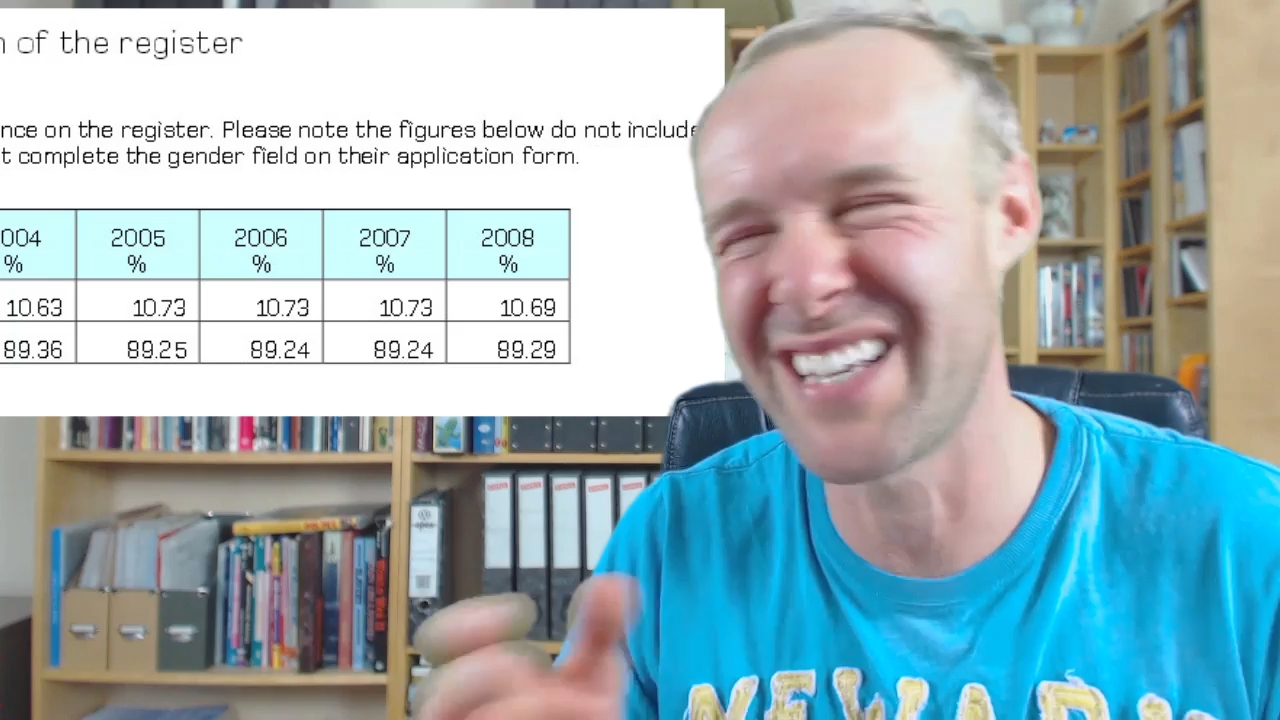 n of the register
nce on the register. Please note the figures below do not include
t complete the gender field on their application form.
004 2005 2006 2007 2008
% % % % %
10.63 10.73 10.73 10.73 10.69
89.36 89.25 89.24 89.24 89.29
NEWARK